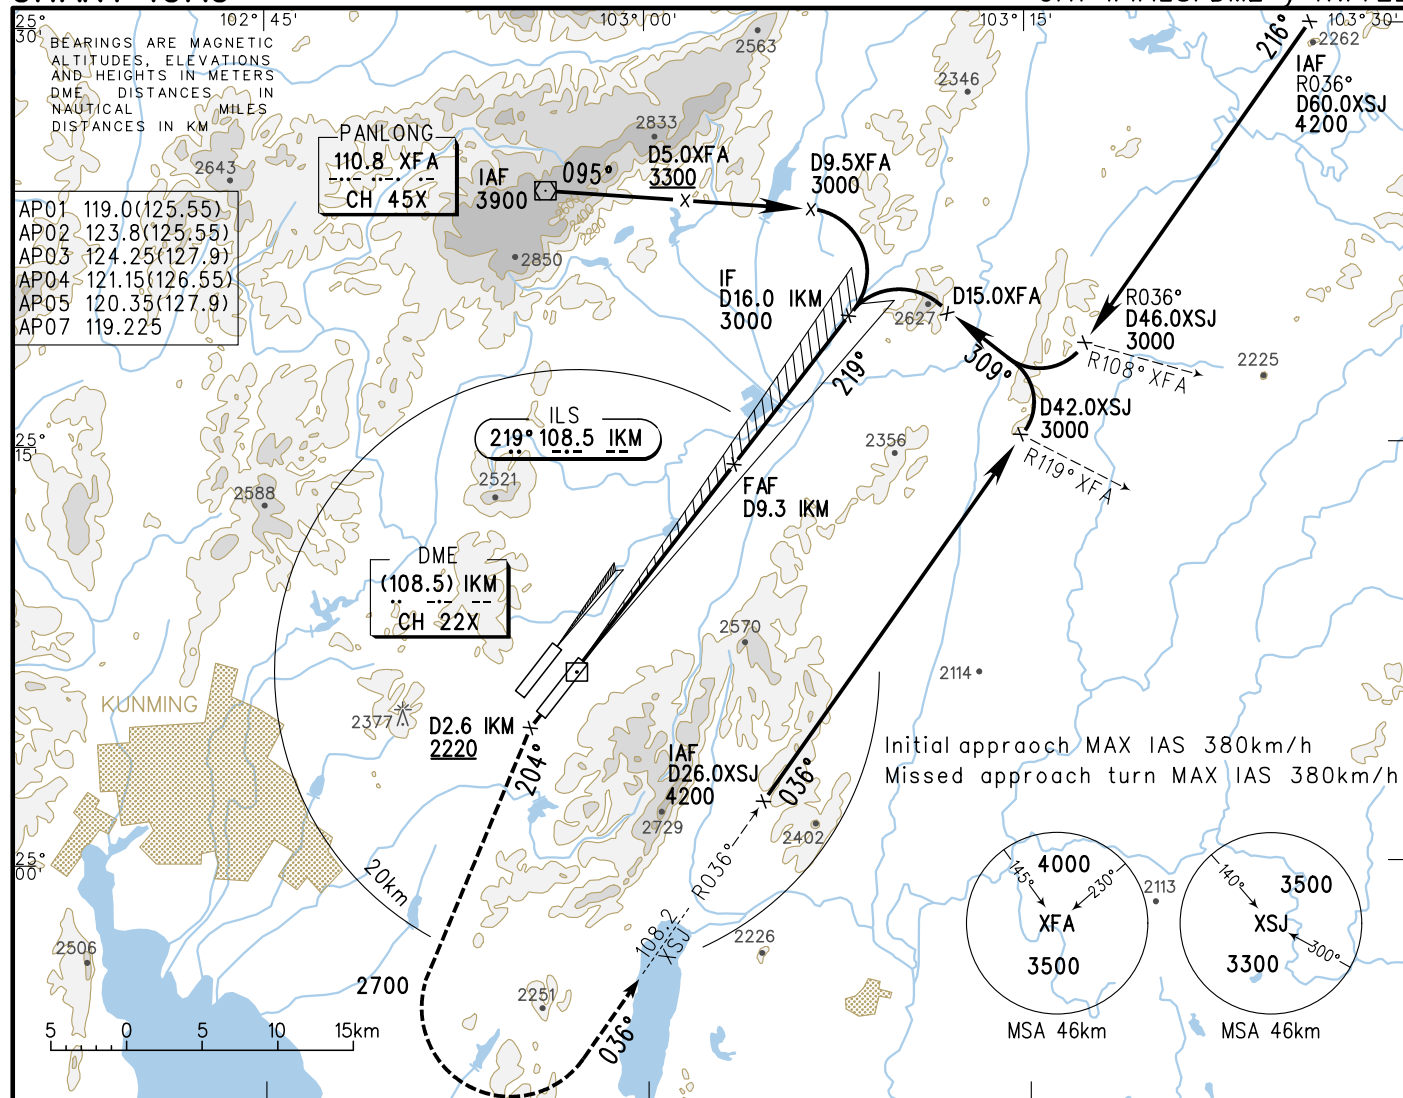 102°45'
103°00'
103°15'
103°30'
25°
30'
BEARINGS ARE MAGNETIC
ALTITUDES, ELEVATIONS
AND HEIGHTS IN METERS
DME DISTANCES IN
NAUTICAL MILES
DISTANCES IN KM
2563
2346
216°
2262
IAF
R036°
D60.0XSJ
4200
PANLONG
110.8 XFA
CH 45X
2643
2833
D5.0XFA
3300
D9.5XFA
3000
IAF
3900
095°
2600
2400
2200
2850
AP01 119.0(125.55)
AP02 123.8(125.55)
AP03 124.25(127.9)
AP04 121.15(126.55)
AP05 120.35(127.9)
AP07 119.225
IF
D16.0 IKM
3000
2627
D15.0XFA
R036°
D46.0XSJ
3000
R108° XFA
2225
219°
309°
ILS
219° 108.5 IKM
D42.0XSJ
3000
R119° XFA
25°
15'
2356
2521
2588
FAF
D9.3 IKM
DME
(108.5) IKM
CH 22X
2570
2114
KUNMING
2377
D2.6 IKM
2220
204°
IAF
D26.0XSJ
4200
036°
2729
2402
Initial appraoch MAX IAS 380km/h
Missed approach turn MAX IAS 380km/h
25°
00'
20km
R036°
108.2
XSJ
2226
2506
2700
2251
036°
145°
4000
230°
XFA
3500
MSA 46km
2113
140°
3500
XSJ
300°
3300
MSA 46km
5 0 5 10 15km